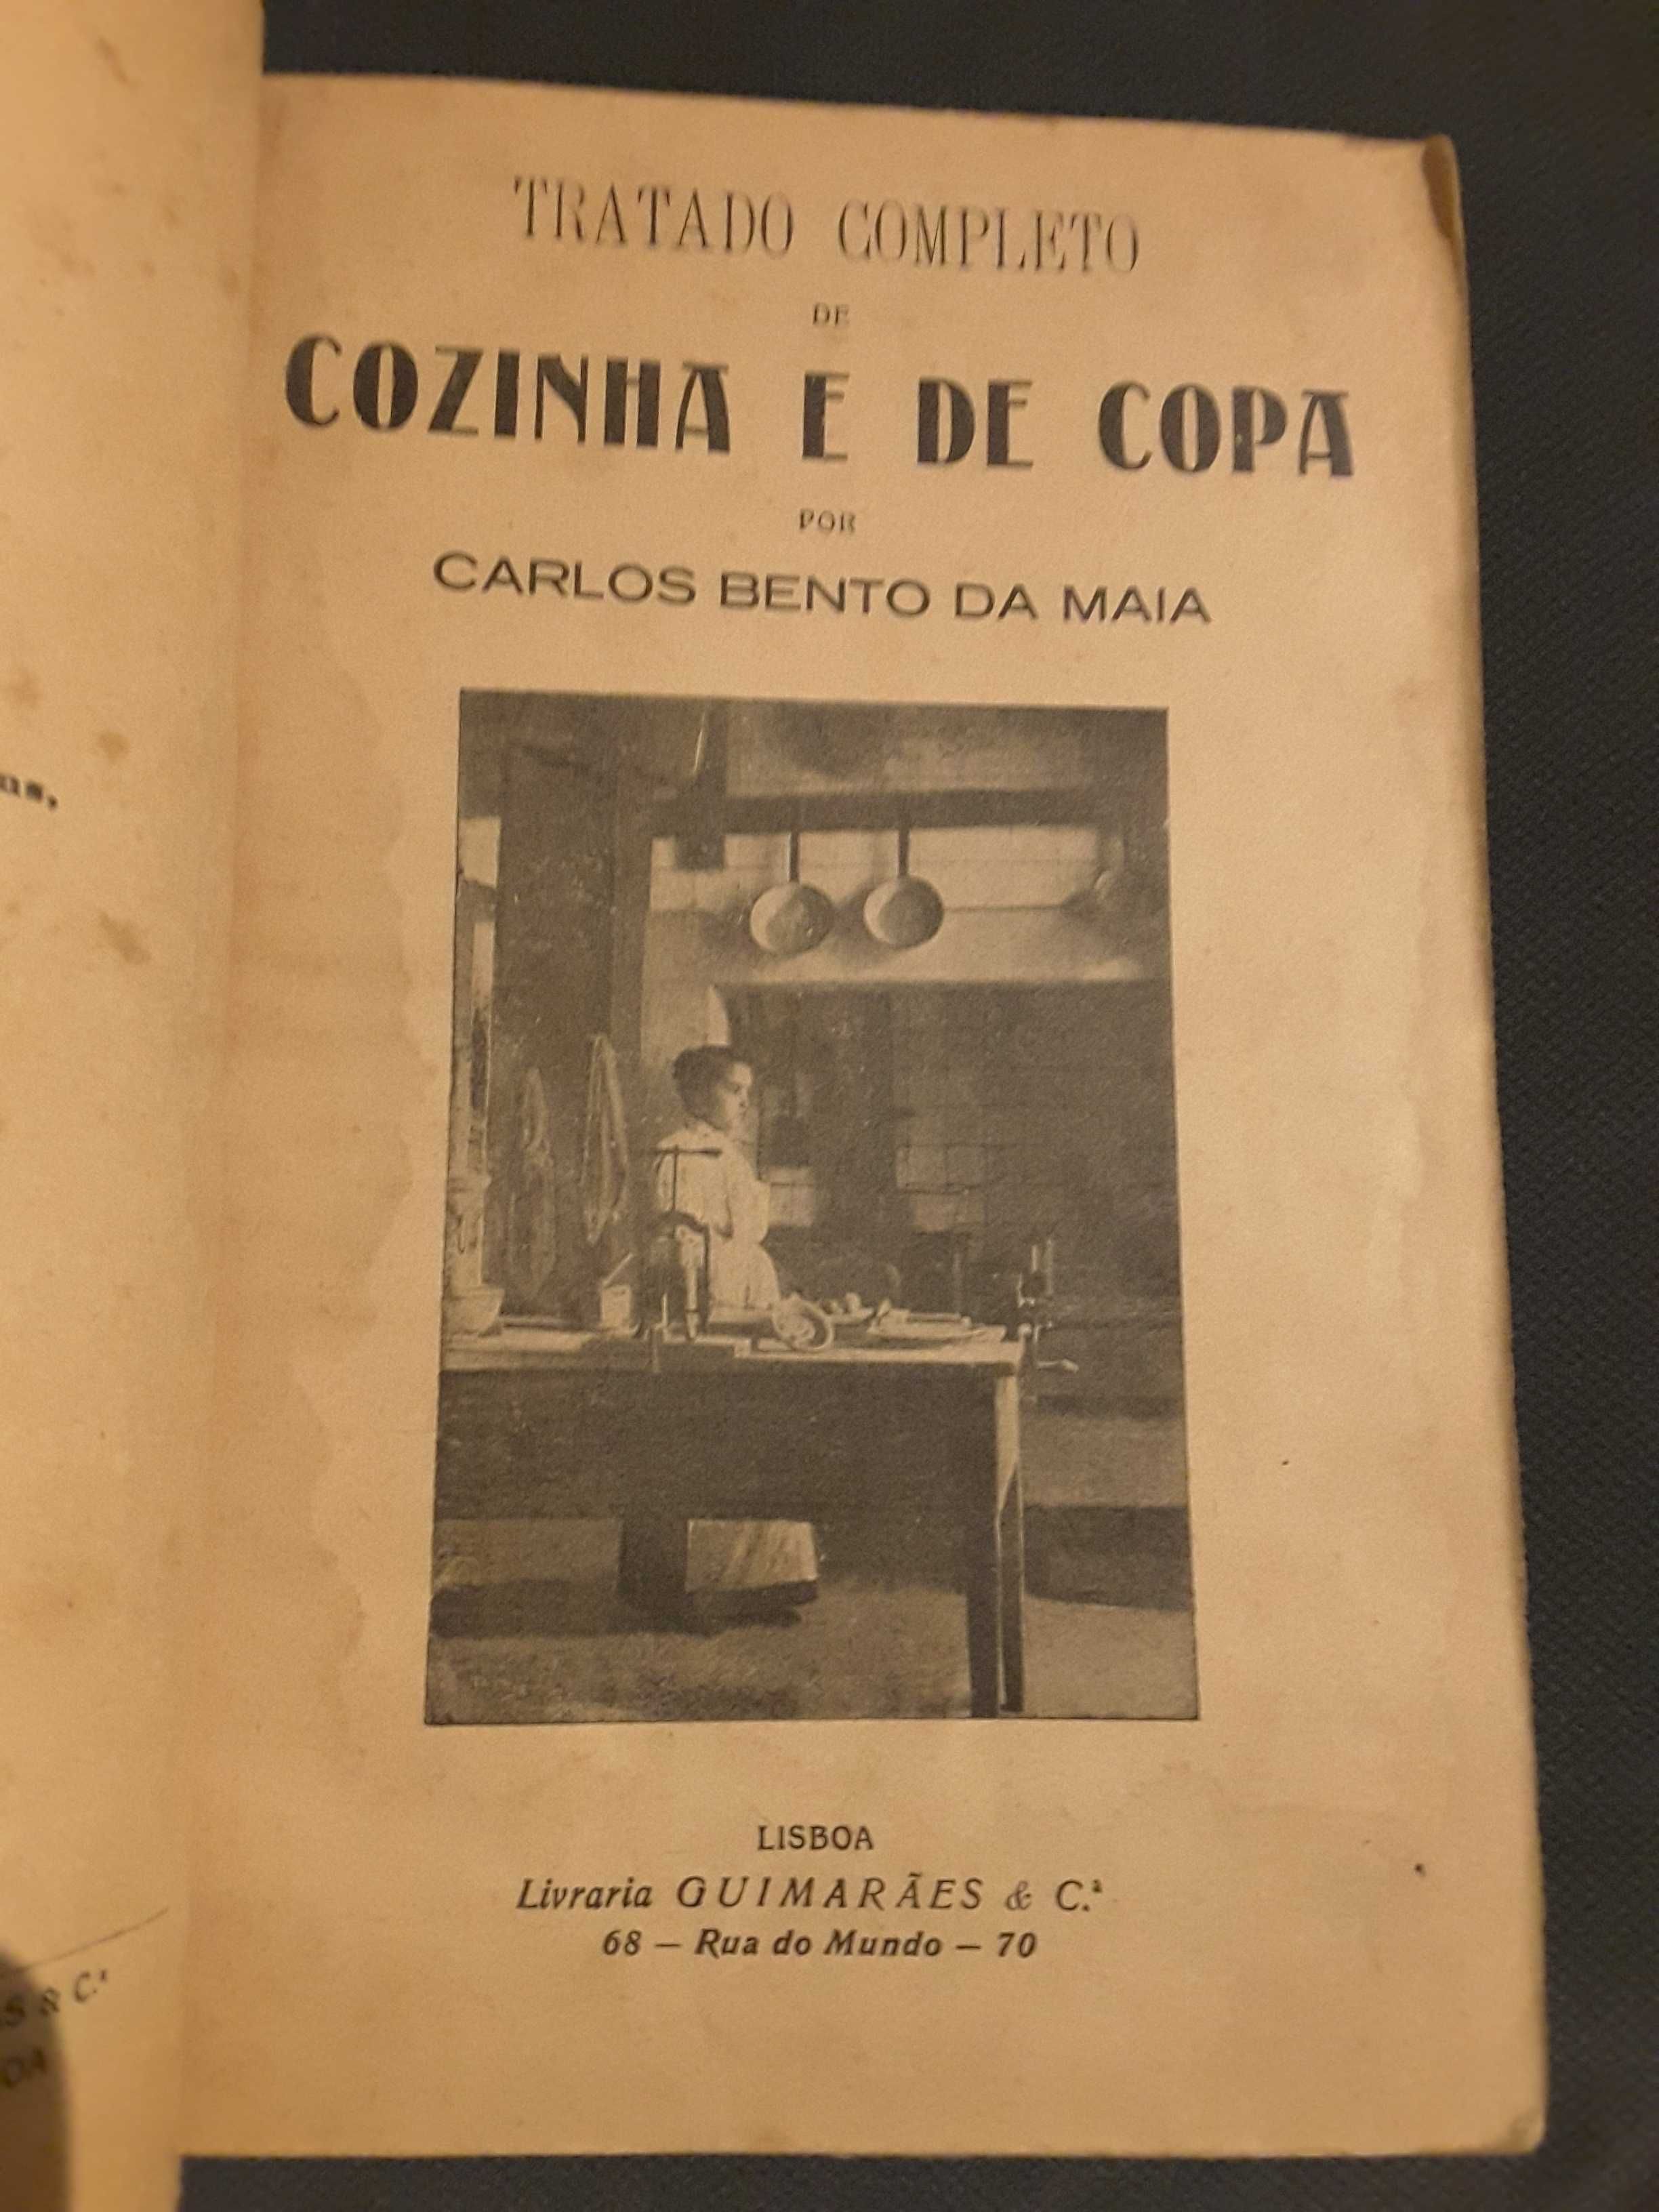 TRATADO COMPLETO
DE
COZINHA E DE COPA
POR
CARLOS BENTO DA MAIA
LISBOA
Livraria GUIMARÃES & C.ª
68 — Rua do Mundo — 70
& C.ª